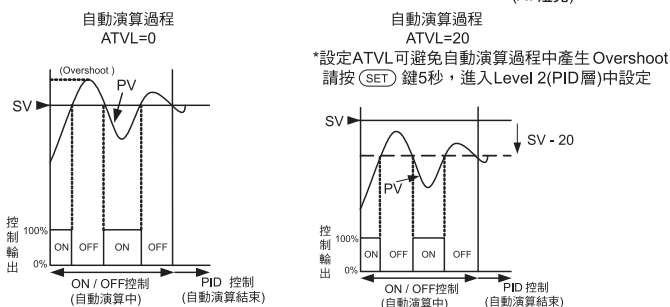 自動演算過程
ATVL=0
(Overshoot)
PV
SV
控制輸出
100%
0%
ON
OFF
ON
OFF
ON / OFF控制
(自動演算中)
PID 控制
(自動演算結束)
自動演算過程
ATVL=20
*設定ATVL可避免自動演算過程中產生Overshoot
請按 SET 鍵5秒，進入Level 2(PID層)中設定
SV
SV - 20
PV
控制輸出
100%
0%
ON
OFF
ON
OFF
ON / OFF控制
(自動演算中)
PID 控制
(自動演算結束)